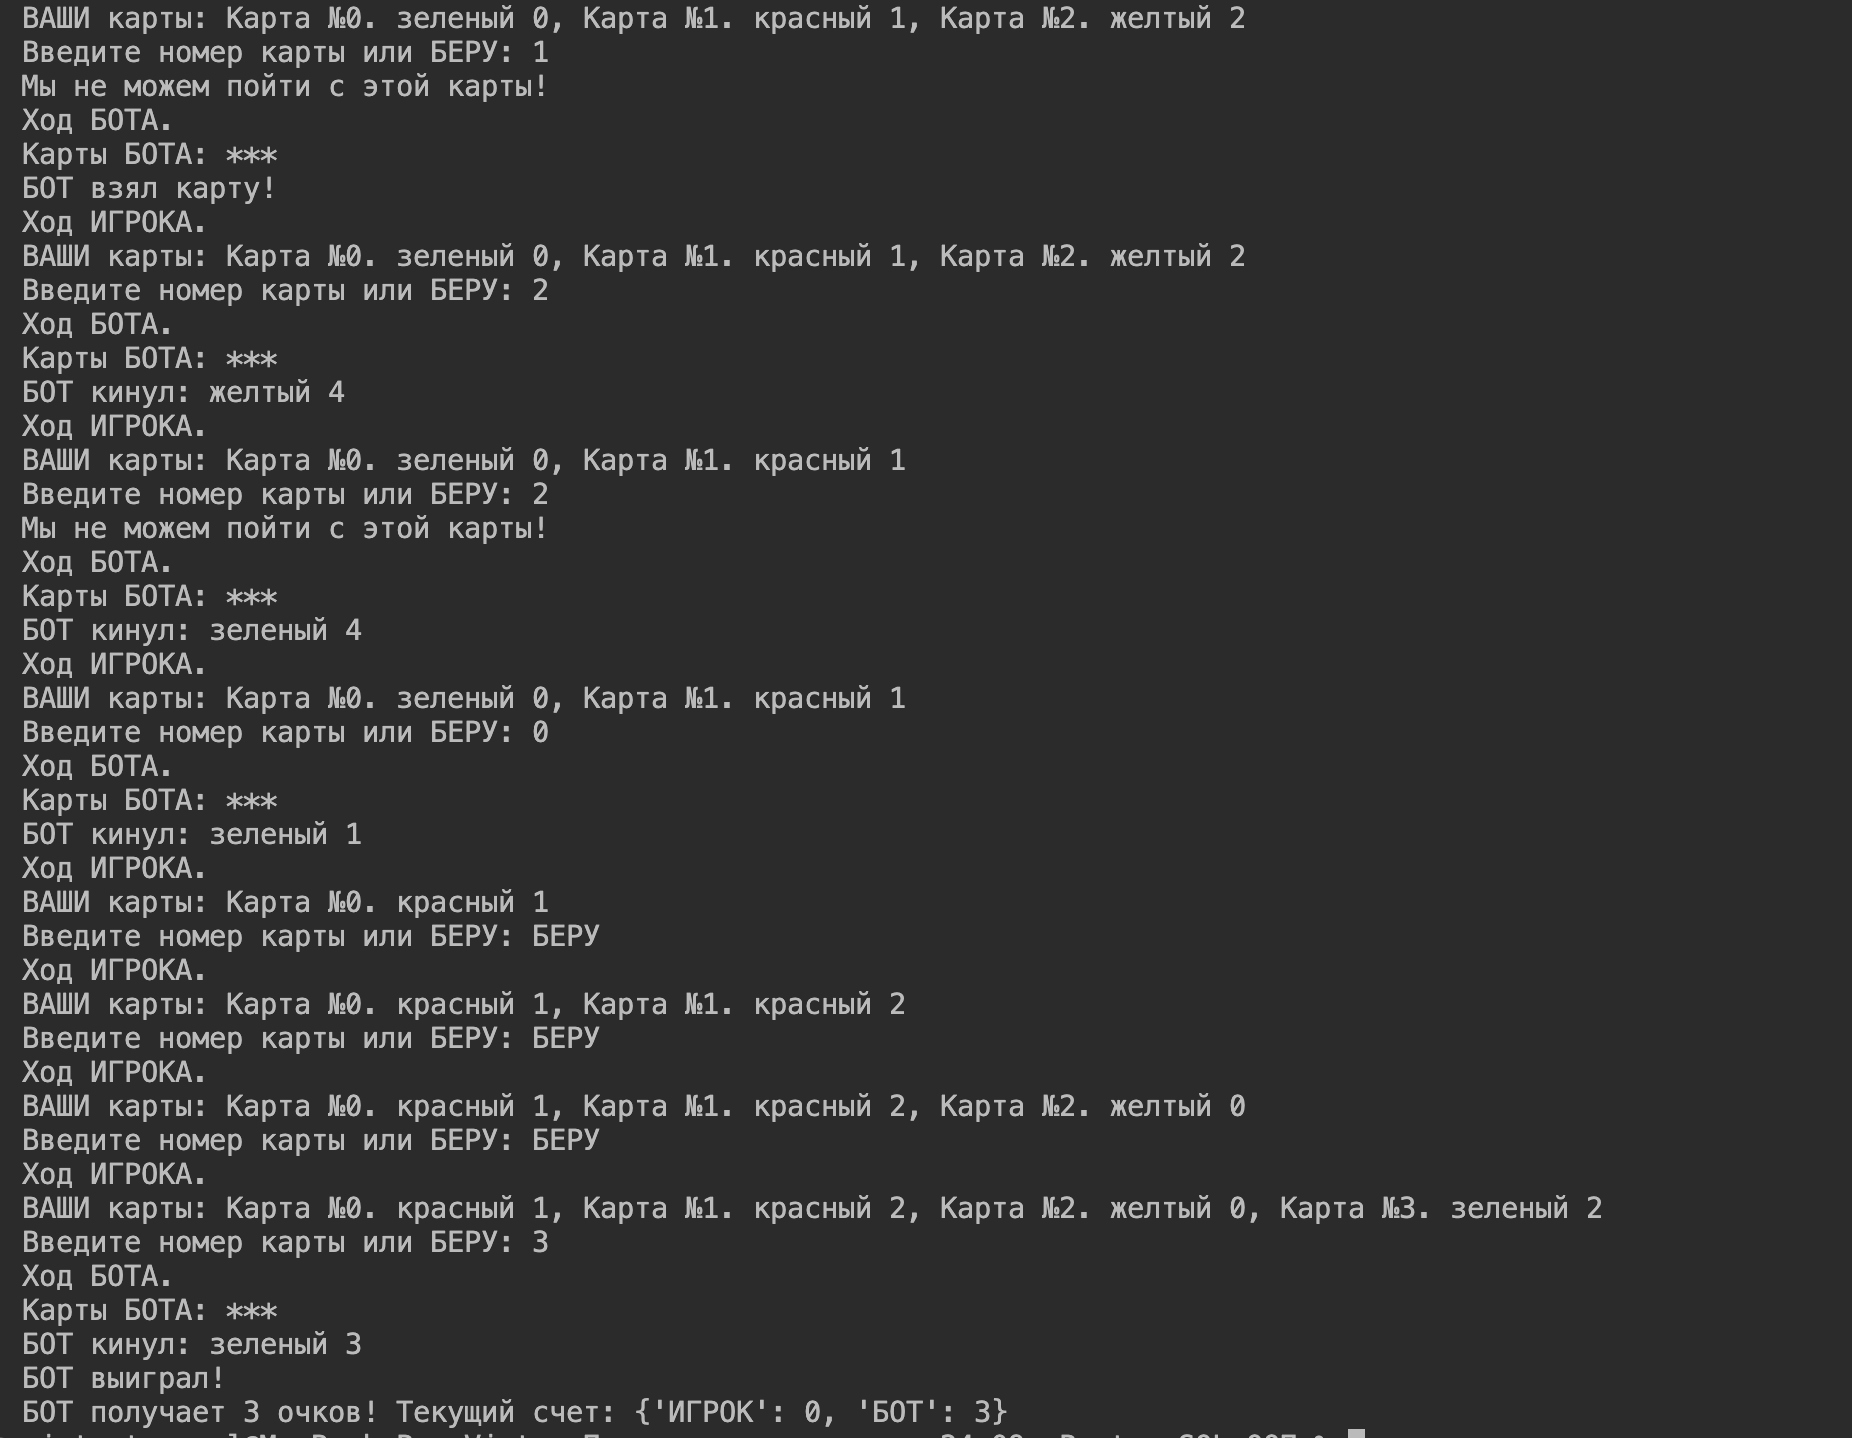 ВАШИ карты: Карта №0. зеленый 0, Карта №1. красный 1, Карта №2. желтый 2
Введите номер карты или БЕРУ: 1
Мы не можем пойти с этой карты!
Ход БОТА.
Карты БОТА: ***
БОТ взял карту!
Ход ИГРОКА.
ВАШИ карты: Карта №0. зеленый 0, Карта №1. красный 1, Карта №2. желтый 2
Введите номер карты или БЕРУ: 2
Ход БОТА.
Карты БОТА: ***
БОТ кинул: желтый 4
Ход ИГРОКА.
ВАШИ карты: Карта №0. зеленый 0, Карта №1. красный 1
Введите номер карты или БЕРУ: 2
Мы не можем пойти с этой карты!
Ход БОТА.
Карты БОТА: ***
БОТ кинул: зеленый 4
Ход ИГРОКА.
ВАШИ карты: Карта №0. зеленый 0, Карта №1. красный 1
Введите номер карты или БЕРУ: 0
Ход БОТА.
Карты БОТА: ***
БОТ кинул: зеленый 1
Ход ИГРОКА.
ВАШИ карты: Карта №0. красный 1
Введите номер карты или БЕРУ: БЕРУ
Ход ИГРОКА.
ВАШИ карты: Карта №0. красный 1, Карта №1. красный 2
Введите номер карты или БЕРУ: БЕРУ
Ход ИГРОКА.
ВАШИ карты: Карта №0. красный 1, Карта №1. красный 2, Карта №2. желтый 0
Введите номер карты или БЕРУ: БЕРУ
Ход ИГРОКА.
ВАШИ карты: Карта №0. красный 1, Карта №1. красный 2, Карта №2. желтый 0, Карта №3. зеленый 2
Введите номер карты или БЕРУ: 3
Ход БОТА.
Карты БОТА: ***
БОТ кинул: зеленый 3
БОТ выиграл!
БОТ получает 3 очков! Текущий счет: {'ИГРОК': 0, 'БОТ': 3}